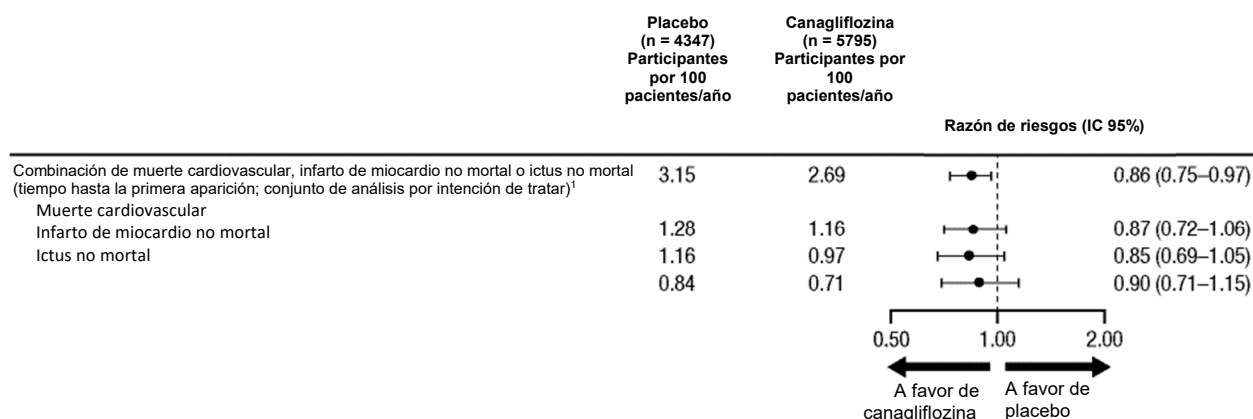 Placebo
(n = 4347)
Participantes
por 100
pacientes/año
Canagliflozina
(n = 5795)
Participantes por
100
pacientes/año
Razón de riesgos (IC 95%)
Combinación de muerte cardiovascular, infarto de miocardio no mortal o ictus no mortal
(tiempo hasta la primera aparición; conjunto de análisis por intención de tratar)¹
3.15 2.69 0.86 (0.75–0.97)
Muerte cardiovascular
Infarto de miocardio no mortal
1.28 1.16 0.87 (0.72–1.06)
Ictus no mortal
1.16 0.97 0.85 (0.69–1.05)
0.84 0.71 0.90 (0.71–1.15)
0.50 1.00 2.00
A favor de
canagliflozina
A favor de
placebo